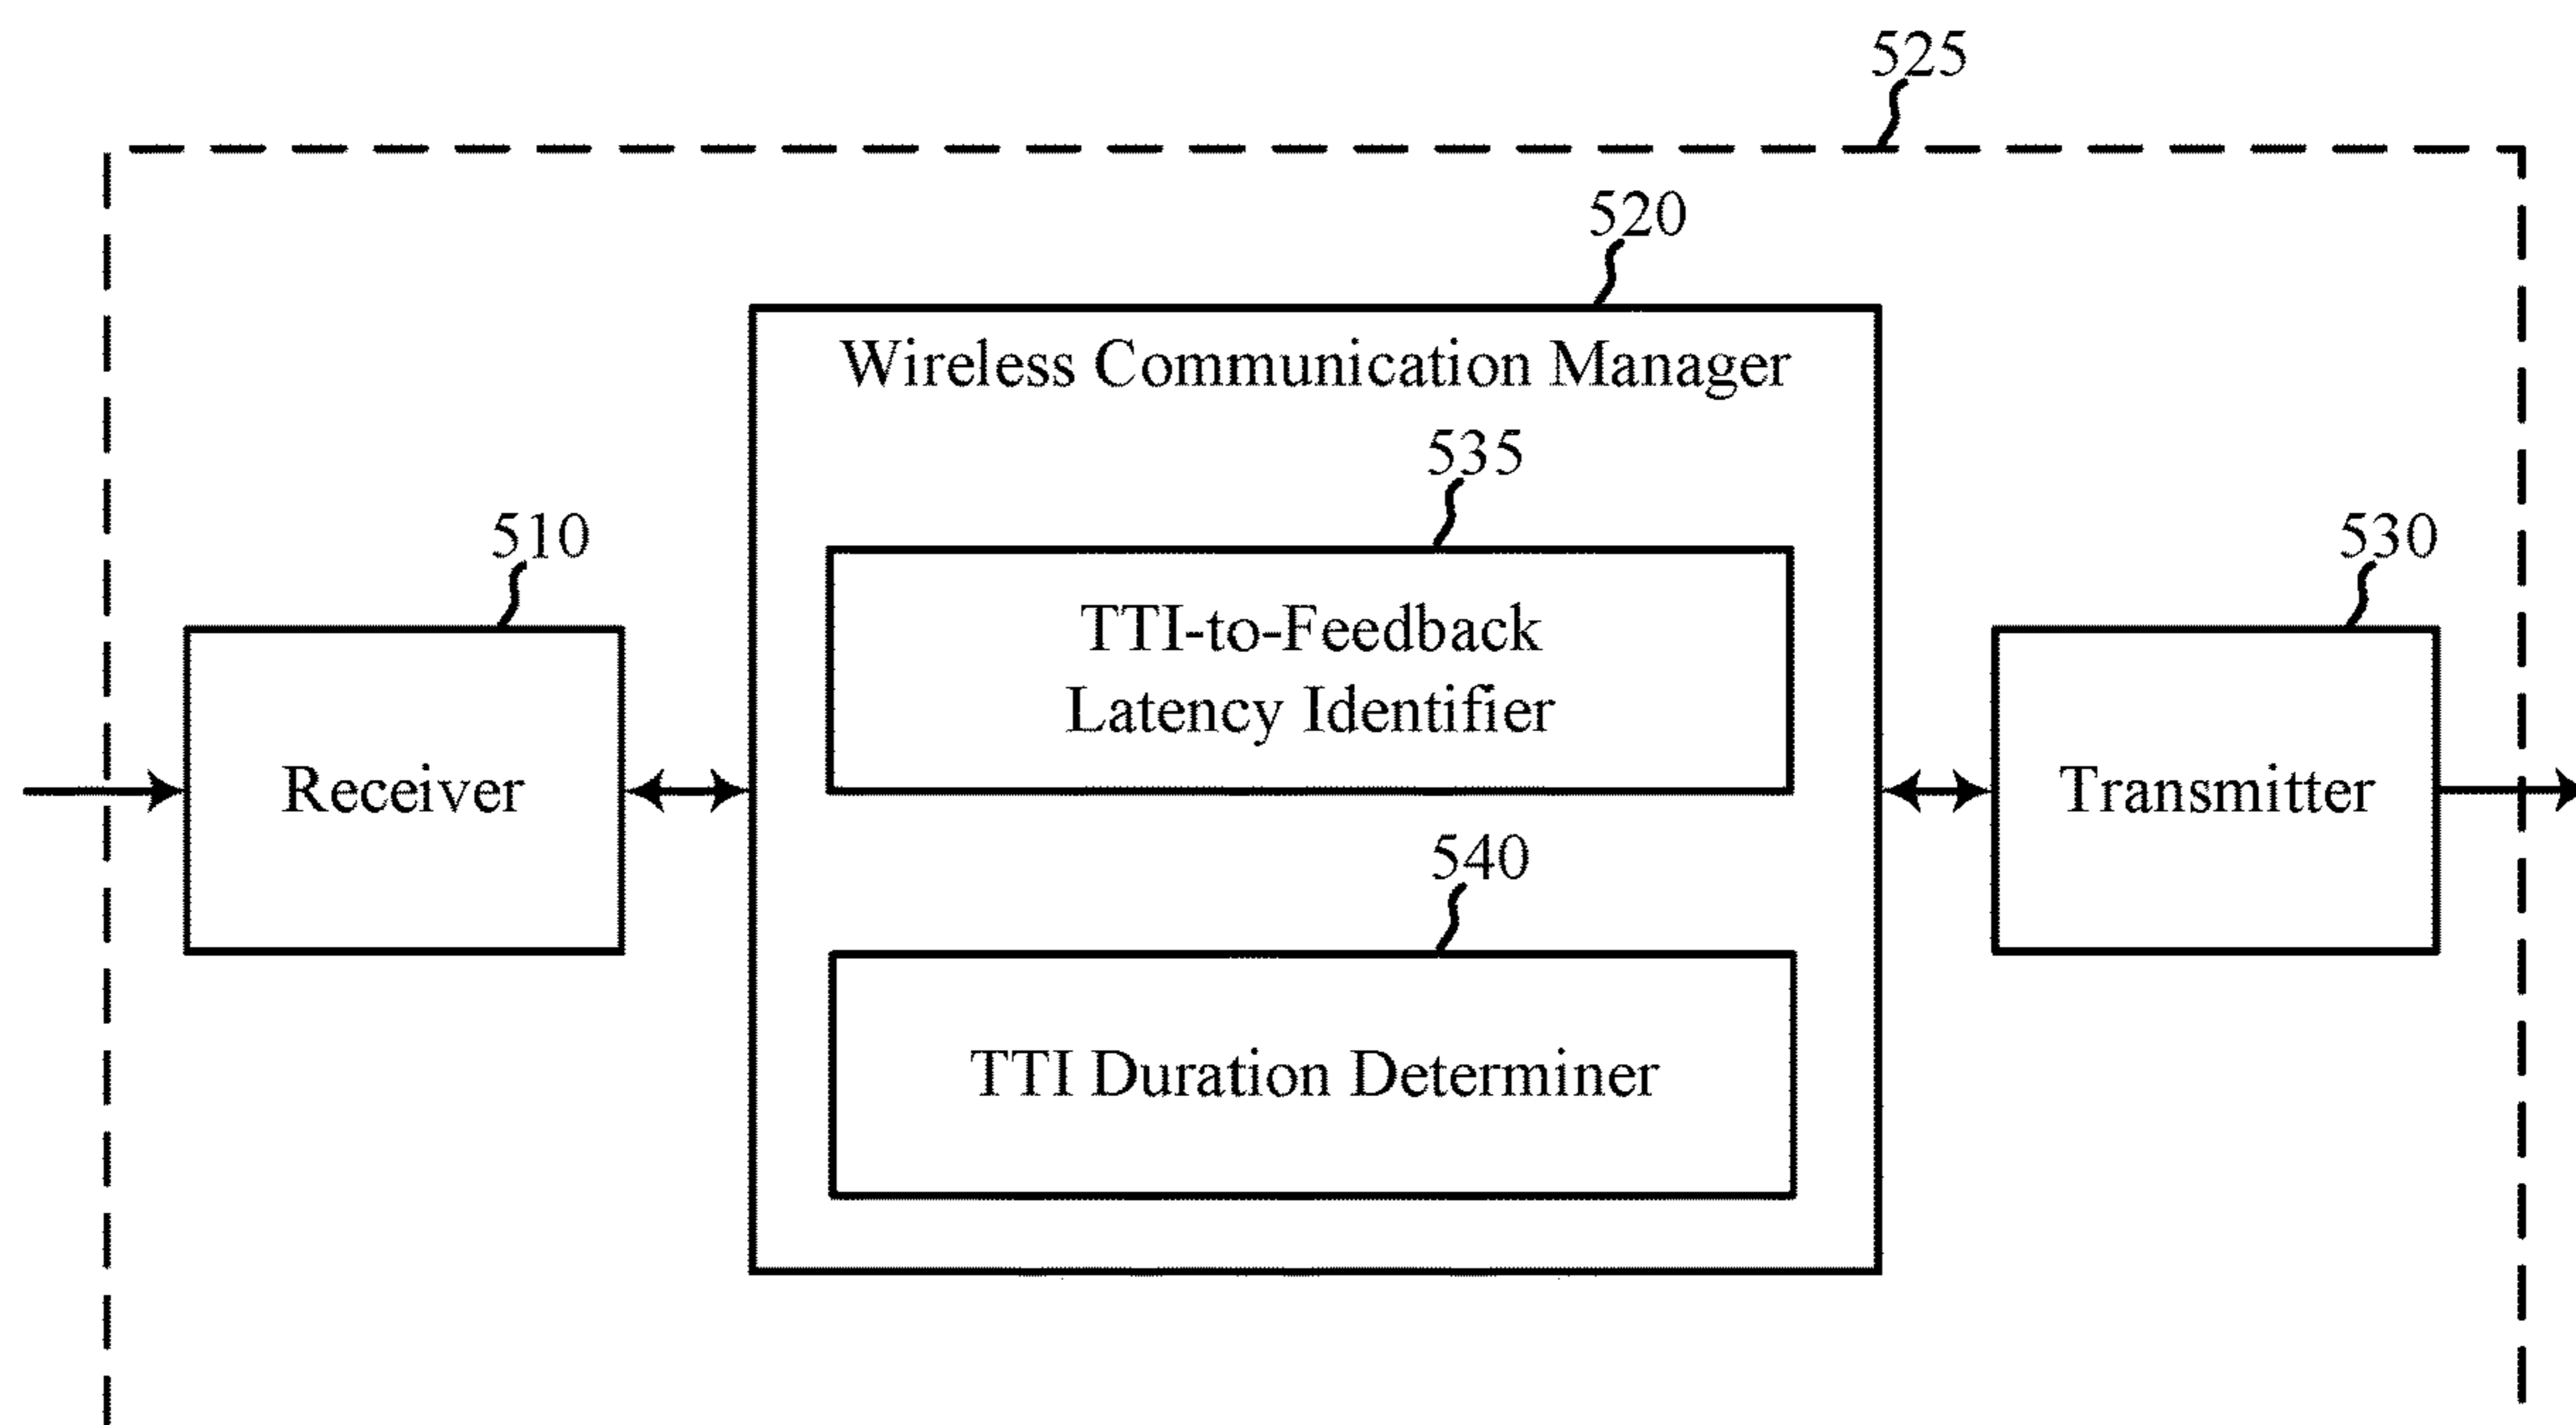 525
520
Wireless Communication Manager
535
510
530
TTI-to-Feedback
Latency Identifier
Receiver
Transmitter
540
TTI Duration Determiner